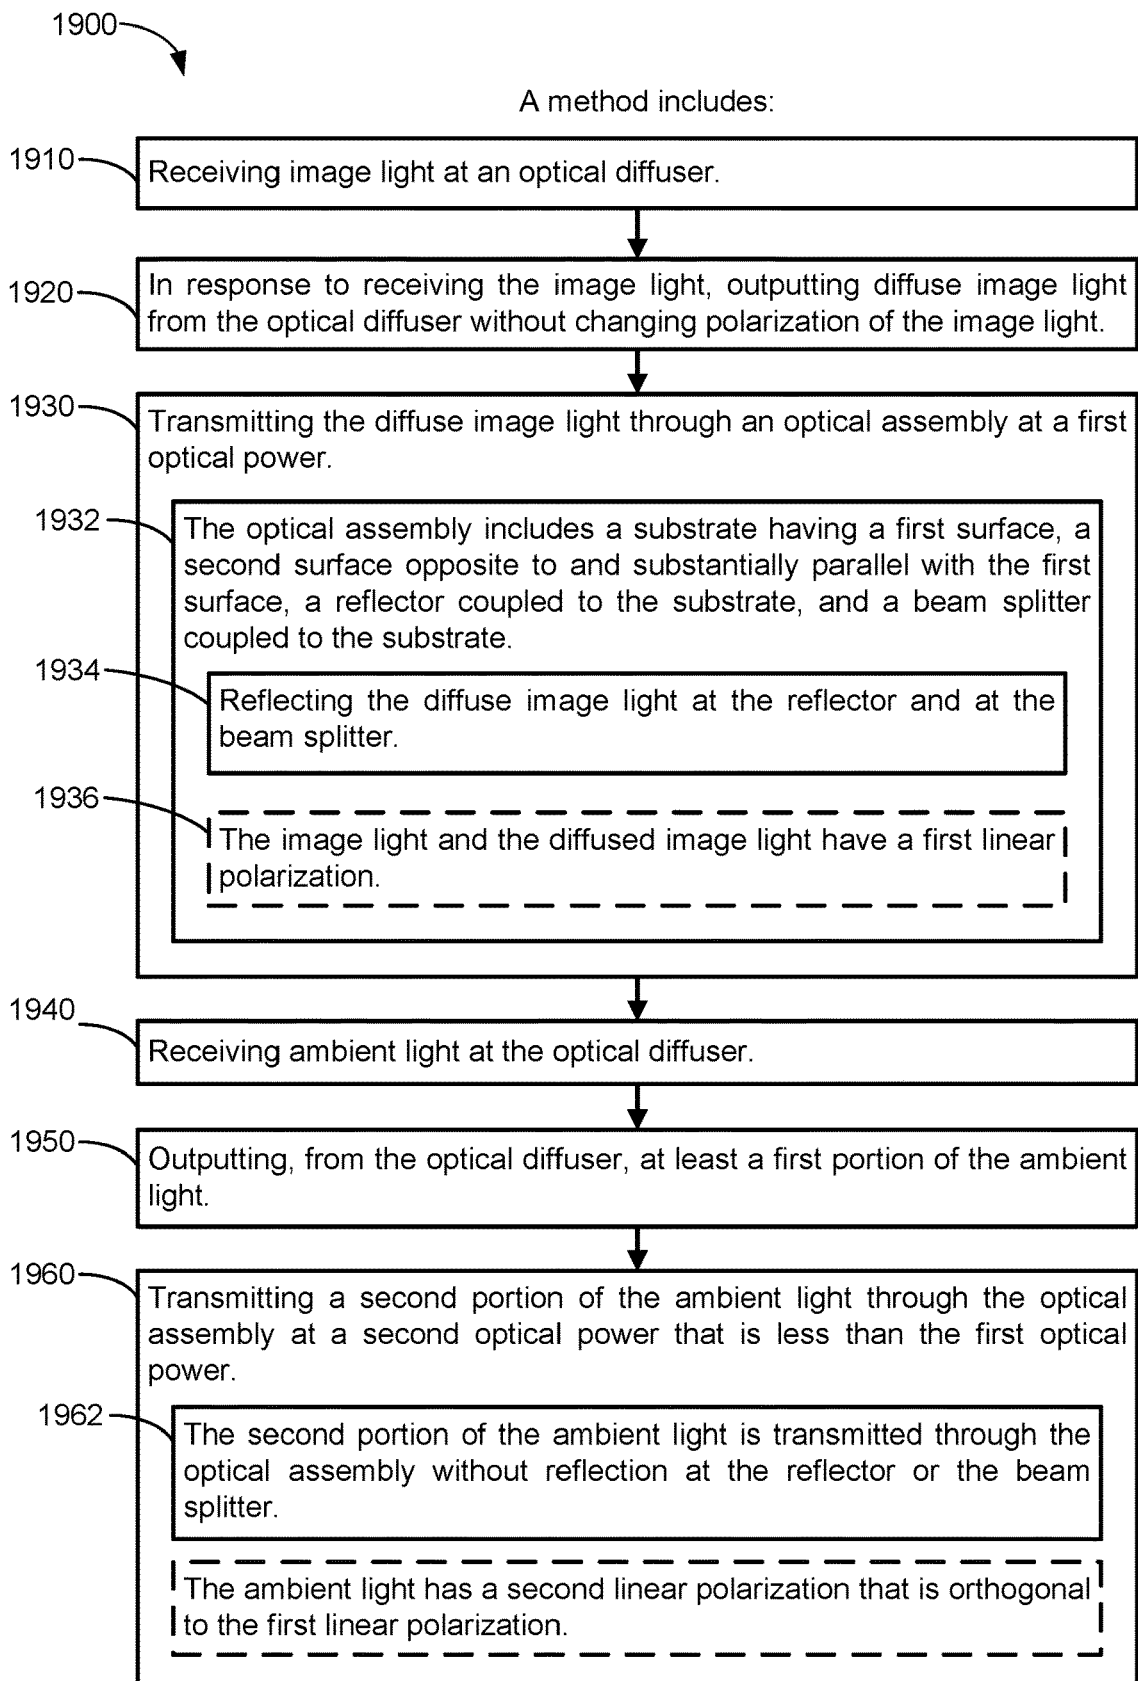 1900
A method includes:
1910
Receiving image light at an optical diffuser.
1920
In response to receiving the image light, outputting diffuse image light
from the optical diffuser without changing polarization of the image light.
1930
Transmitting the diffuse image light through an optical assembly at a first
optical power.
1932
The optical assembly includes a substrate having a first surface, a
second surface opposite to and substantially parallel with the first
surface, a reflector coupled to the substrate, and a beam splitter
coupled to the substrate.
1934
Reflecting the diffuse image light at the reflector and at the
beam splitter.
1936
The image light and the diffused image light have a first linear
polarization.
1940
Receiving ambient light at the optical diffuser.
1950
Outputting, from the optical diffuser, at least a first portion of the ambient
light.
1960
Transmitting a second portion of the ambient light through the optical
assembly at a second optical power that is less than the first optical
power.
1962
The second portion of the ambient light is transmitted through the
optical assembly without reflection at the reflector or the beam
splitter.
The ambient light has a second linear polarization that is orthogonal
to the first linear polarization.